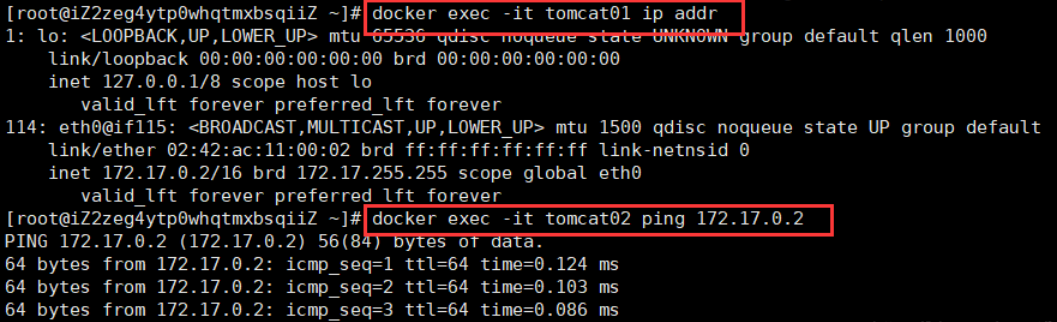 [root@iZ2zeg4ytp0whqtmxbsqiiZ ~]# docker exec -it tomcat01 ip addr
1: lo: <LOOPBACK,UP,LOWER_UP> mtu 65536 qdisc noqueue state UNKNOWN group default qlen 1000
    link/loopback 00:00:00:00:00:00 brd 00:00:00:00:00:00
    inet 127.0.0.1/8 scope host lo
       valid_lft forever preferred_lft forever
114: eth0@if115: <BROADCAST,MULTICAST,UP,LOWER_UP> mtu 1500 qdisc noqueue state UP group default
    link/ether 02:42:ac:11:00:02 brd ff:ff:ff:ff:ff:ff link-netnsid 0
    inet 172.17.0.2/16 brd 172.17.255.255 scope global eth0
       valid_lft forever preferred_lft forever
[root@iZ2zeg4ytp0whqtmxbsqiiZ ~]# docker exec -it tomcat02 ping 172.17.0.2
PING 172.17.0.2 (172.17.0.2) 56(84) bytes of data.
64 bytes from 172.17.0.2: icmp_seq=1 ttl=64 time=0.124 ms
64 bytes from 172.17.0.2: icmp_seq=2 ttl=64 time=0.103 ms
64 bytes from 172.17.0.2: icmp_seq=3 ttl=64 time=0.086 ms